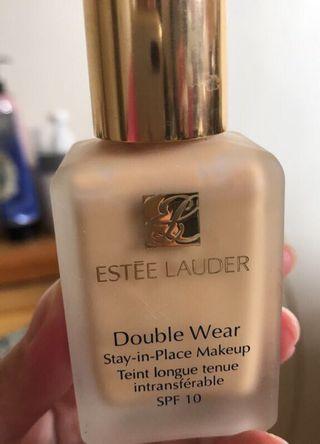 ESTĒE LAUDER
Double Wear
Stay-in-Place Makeup
Teint longue tenue
intransférable
SPF 10